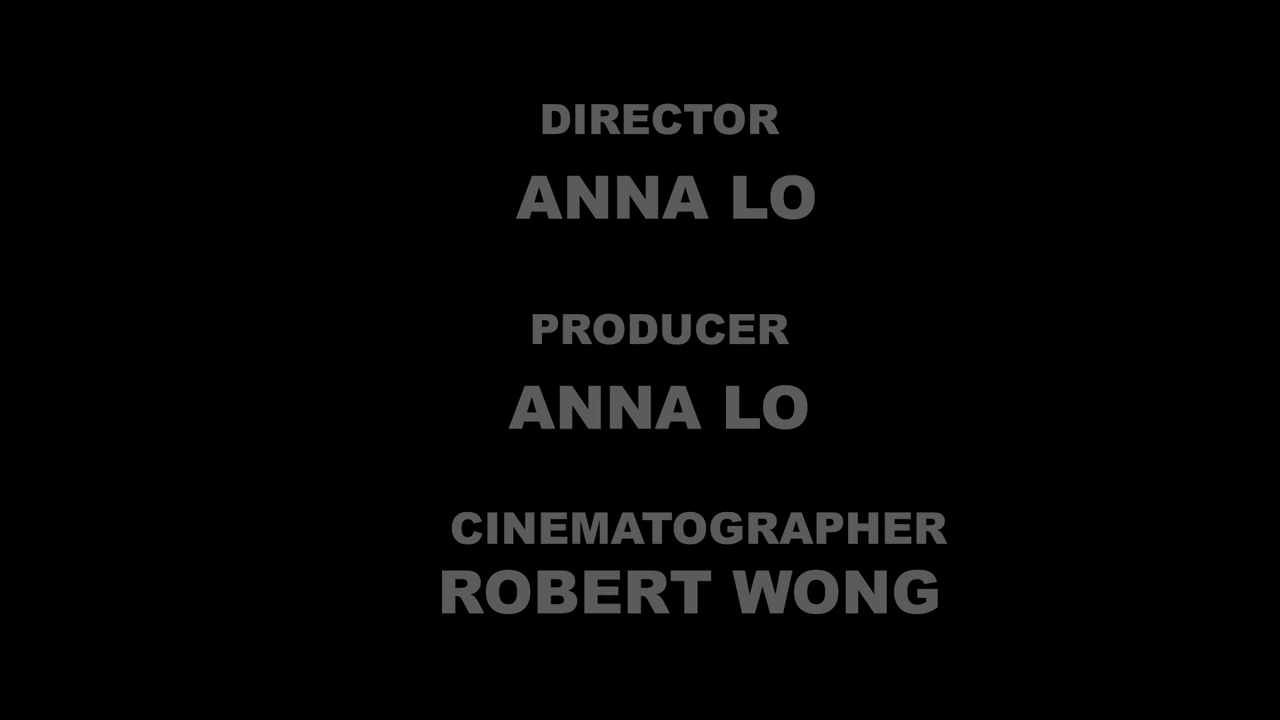 DIRECTOR
ANNA LO
PRODUCER
ANNA LO
CINEMATOGRAPHER
ROBERT WONG